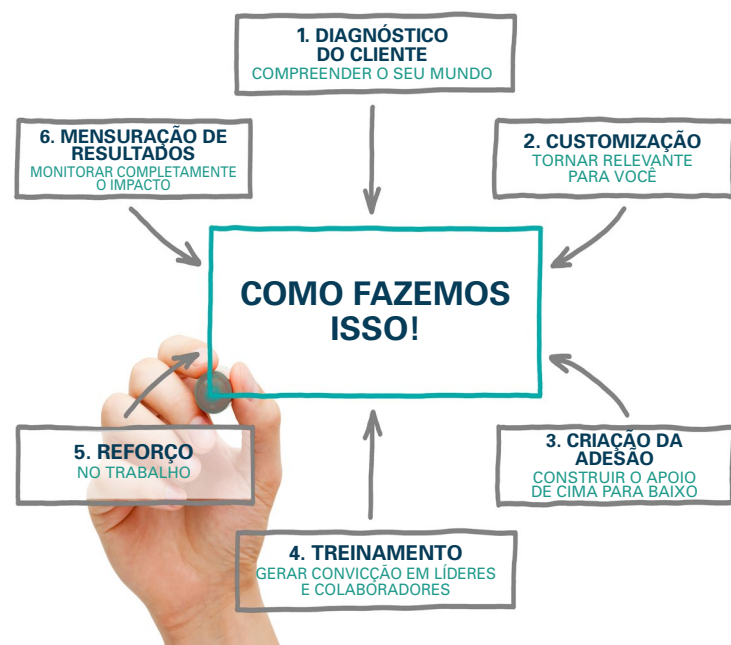 1. DIAGNÓSTICO
DO CLIENTE
COMPREENDER O SEU MUNDO
2. CUSTOMIZAÇÃO
TORNAR RELEVANTE
PARA VOCÊ
3. CRIAÇÃO DA
ADESÃO
CONSTRUIR O APOIO
DE CIMA PARA BAIXO
4. TREINAMENTO
GERAR CONVICÇÃO EM LÍDERES
E COLABORADORES
5. REFORÇO
NO TRABALHO
6. MENSURAÇÃO DE
RESULTADOS
MONITORAR COMPLETAMENTE
O IMPACTO
COMO FAZEMOS
ISSO!